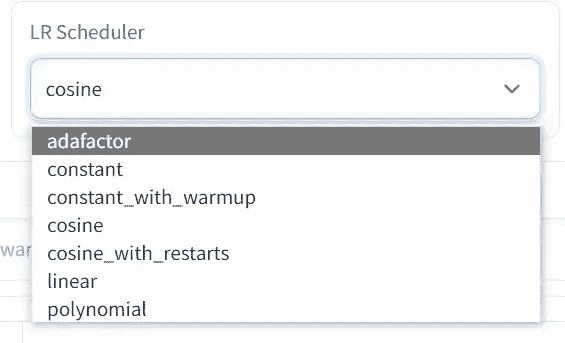 LR Scheduler
cosine
adafactor
constant
constant_with_warmup
cosine
cosine_with_restarts
linear
polynomial